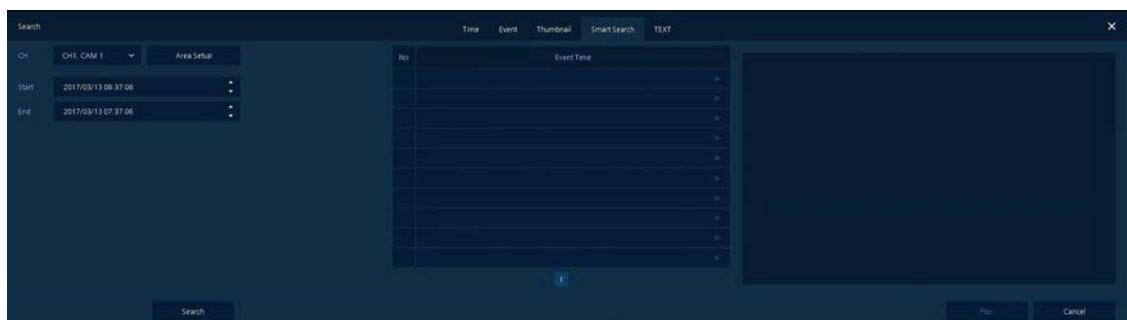 Search
Time Event Thumbnail Smart Search TEXT
CH CH1. CAM 1 Area Setup
Start 2017/03/13 06:37:06
End 2017/03/13 07:37:06
No Event Time
1
Search
Play Cancel